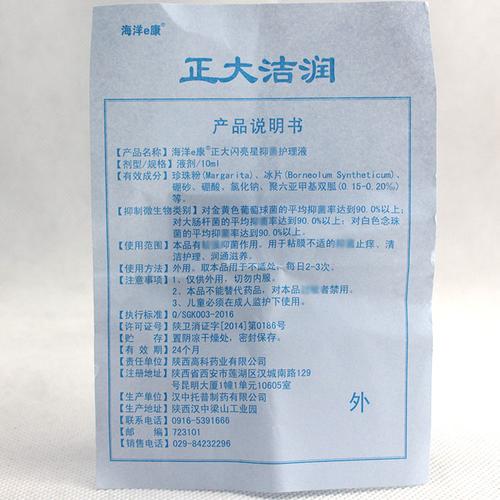 海洋e康®
正大洁润
产品说明书
【产品名称】海洋e康®正大闪亮星抑菌护理液
【剂型/规格】液剂/10ml
【有效成分】珍珠粉(Margarita)、冰片(Borneolum Syntheticum)、
硼砂、硼酸、氯化钠、聚六亚甲基双胍(0.15-0.20%)
等。
【抑制微生物类别】对金黄色葡萄球菌的平均抑菌率达到90.0%以上;
对大肠杆菌的平均抑菌率达到90.0%以上;对白色念珠
菌的平均抑菌率达到90.0%以上。
【使用范围】本品有抑菌作用。用于粘膜不适的止痒、清
洁护理、润通滋养。
【使用方法】外用。取本品用于不适处,每日2-3次。
【注意事项】1、仅供外用,切勿内服。
2、本品不能替代药品,对本品者禁用。
3、儿童必须在成人监护下使用。
【执行标准】Q/SGK003-2016
【许可证号】陕卫消证字[2014]第0186号
【贮 存】置阴凉干燥处,密封保存。
【有 效 期】24个月
【责任单位】陕西高科药业有限公司
【注册地址】陕西省西安市莲湖区汉城南路129
号昆明大厦1幢1单元10605室
【生产单位】汉中托普制药有限公司
【生产地址】陕西汉中梁山工业园
【联系电话】0916-5391666
【邮 编】723101
【销售电话】029-84232296
外